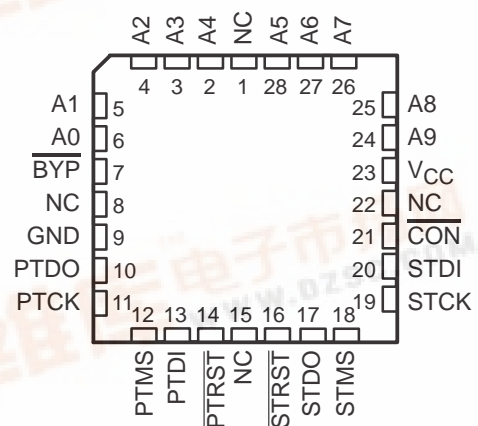 A2 A3 A4 NC A5 A6 A7
4 3 2 1 28 27 26
A1 5 25 A8
A0 6 24 A9
BYP 7 23 VCC
NC 8 22 NC
GND 9 21 CON
PTDO 10 20 STDI
PTCK 11 19 STCK
12 13 14 15 16 17 18
PTMS PTDI PTRST NC STRST STDO STMS